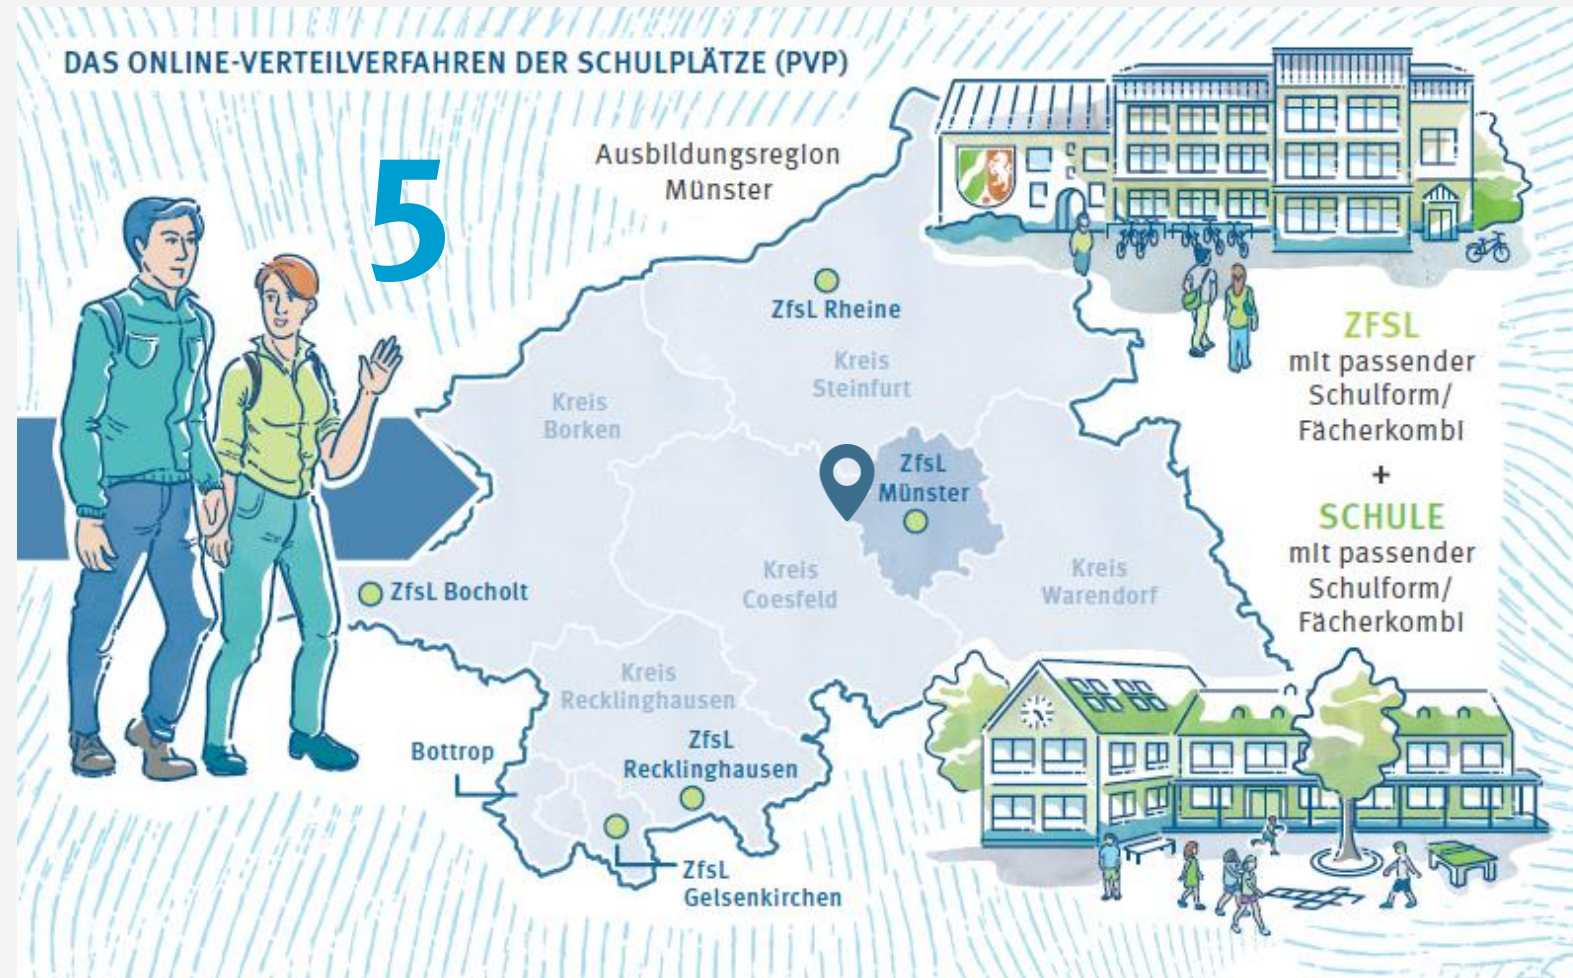 DAS ONLINE-VERTEILVERFAHREN DER SCHULPLÄTZE (PVP)
5
Ausbildungsregion
Münster
ZfsL Rheine
Kreis
Steinfurt
Kreis
Borken
ZfsL
Münster
ZfsL Bocholt
Kreis
Coesfeld
Kreis
Warendorf
Kreis
Recklinghausen
ZfsL
Recklinghausen
Bottrop
ZfsL
Gelsenkirchen
ZFSL
mit passender
Schulform/
Fächerkombi
+
SCHULE
mit passender
Schulform/
Fächerkombi